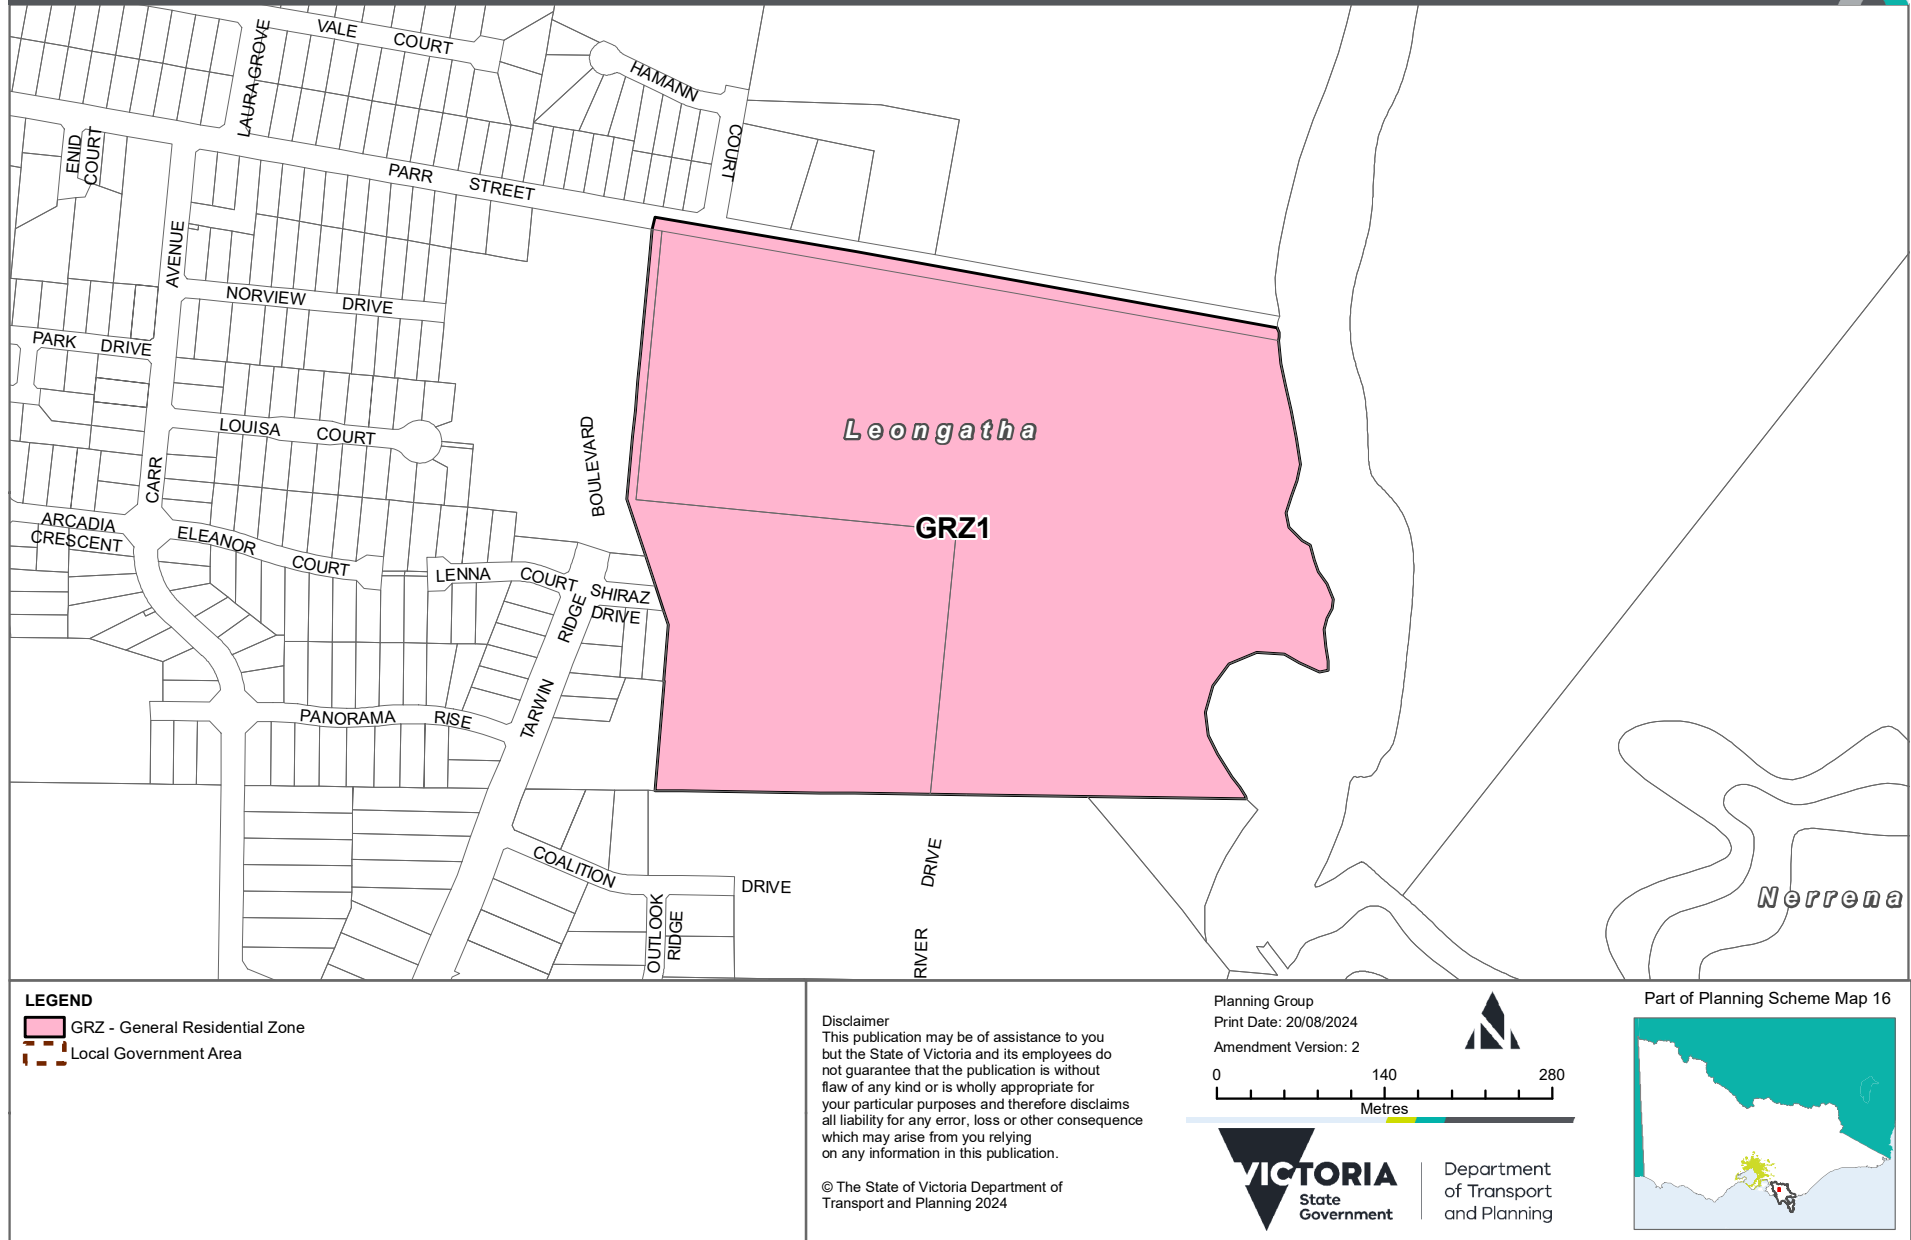 VALE COURT
LAURA GROVE
HAMANN
COURT
ENID
COURT
PARR STREET
AVENUE
NORVIEW DRIVE
PARK DRIVE
LOUISA COURT
BOULEVARD
Leongatha
CARR
GRZ1
ARCADIA
CRESCENT
ELEANOR
COURT
LENNA COURT
SHIRAZ
DRIVE
RIDGE
TARWIN
PANORAMA RISE
COALITION
DRIVE
DRIVE
OUTLOOK
RIDGE
RIVER
Nerrena
LEGEND
GRZ - General Residential Zone
Local Government Area
Disclaimer
This publication may be of assistance to you
but the State of Victoria and its employees do
not guarantee that the publication is without
flaw of any kind or is wholly appropriate for
your particular purposes and therefore disclaims
all liability for any error, loss or other consequence
which may arise from you relying
on any information in this publication.
© The State of Victoria Department of
Transport and Planning 2024
Planning Group
Print Date: 20/08/2024
Amendment Version: 2
0 140 280
Metres
VICTORIA
State
Government
Department
of Transport
and Planning
Part of Planning Scheme Map 16